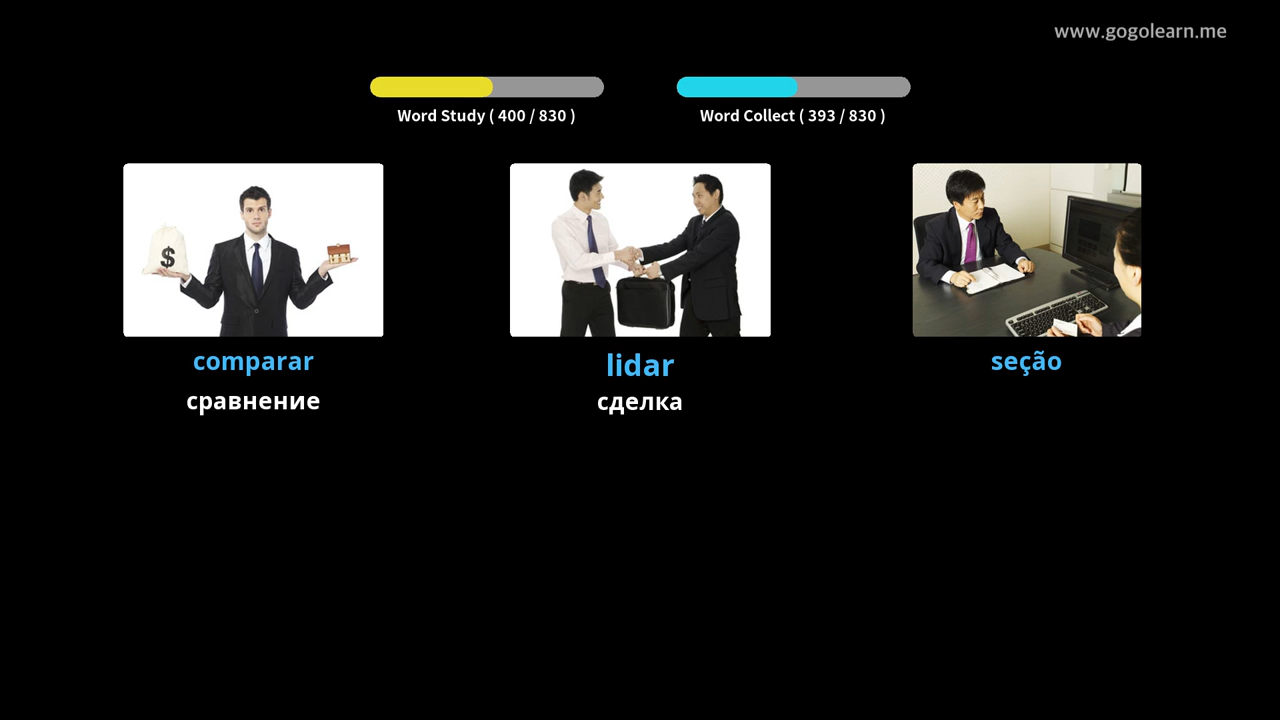 www.gogolearn.me
Word Study ( 400 / 830 )
Word Collect ( 393 / 830 )
$
comparar
lidar
seção
сравнение
сделка